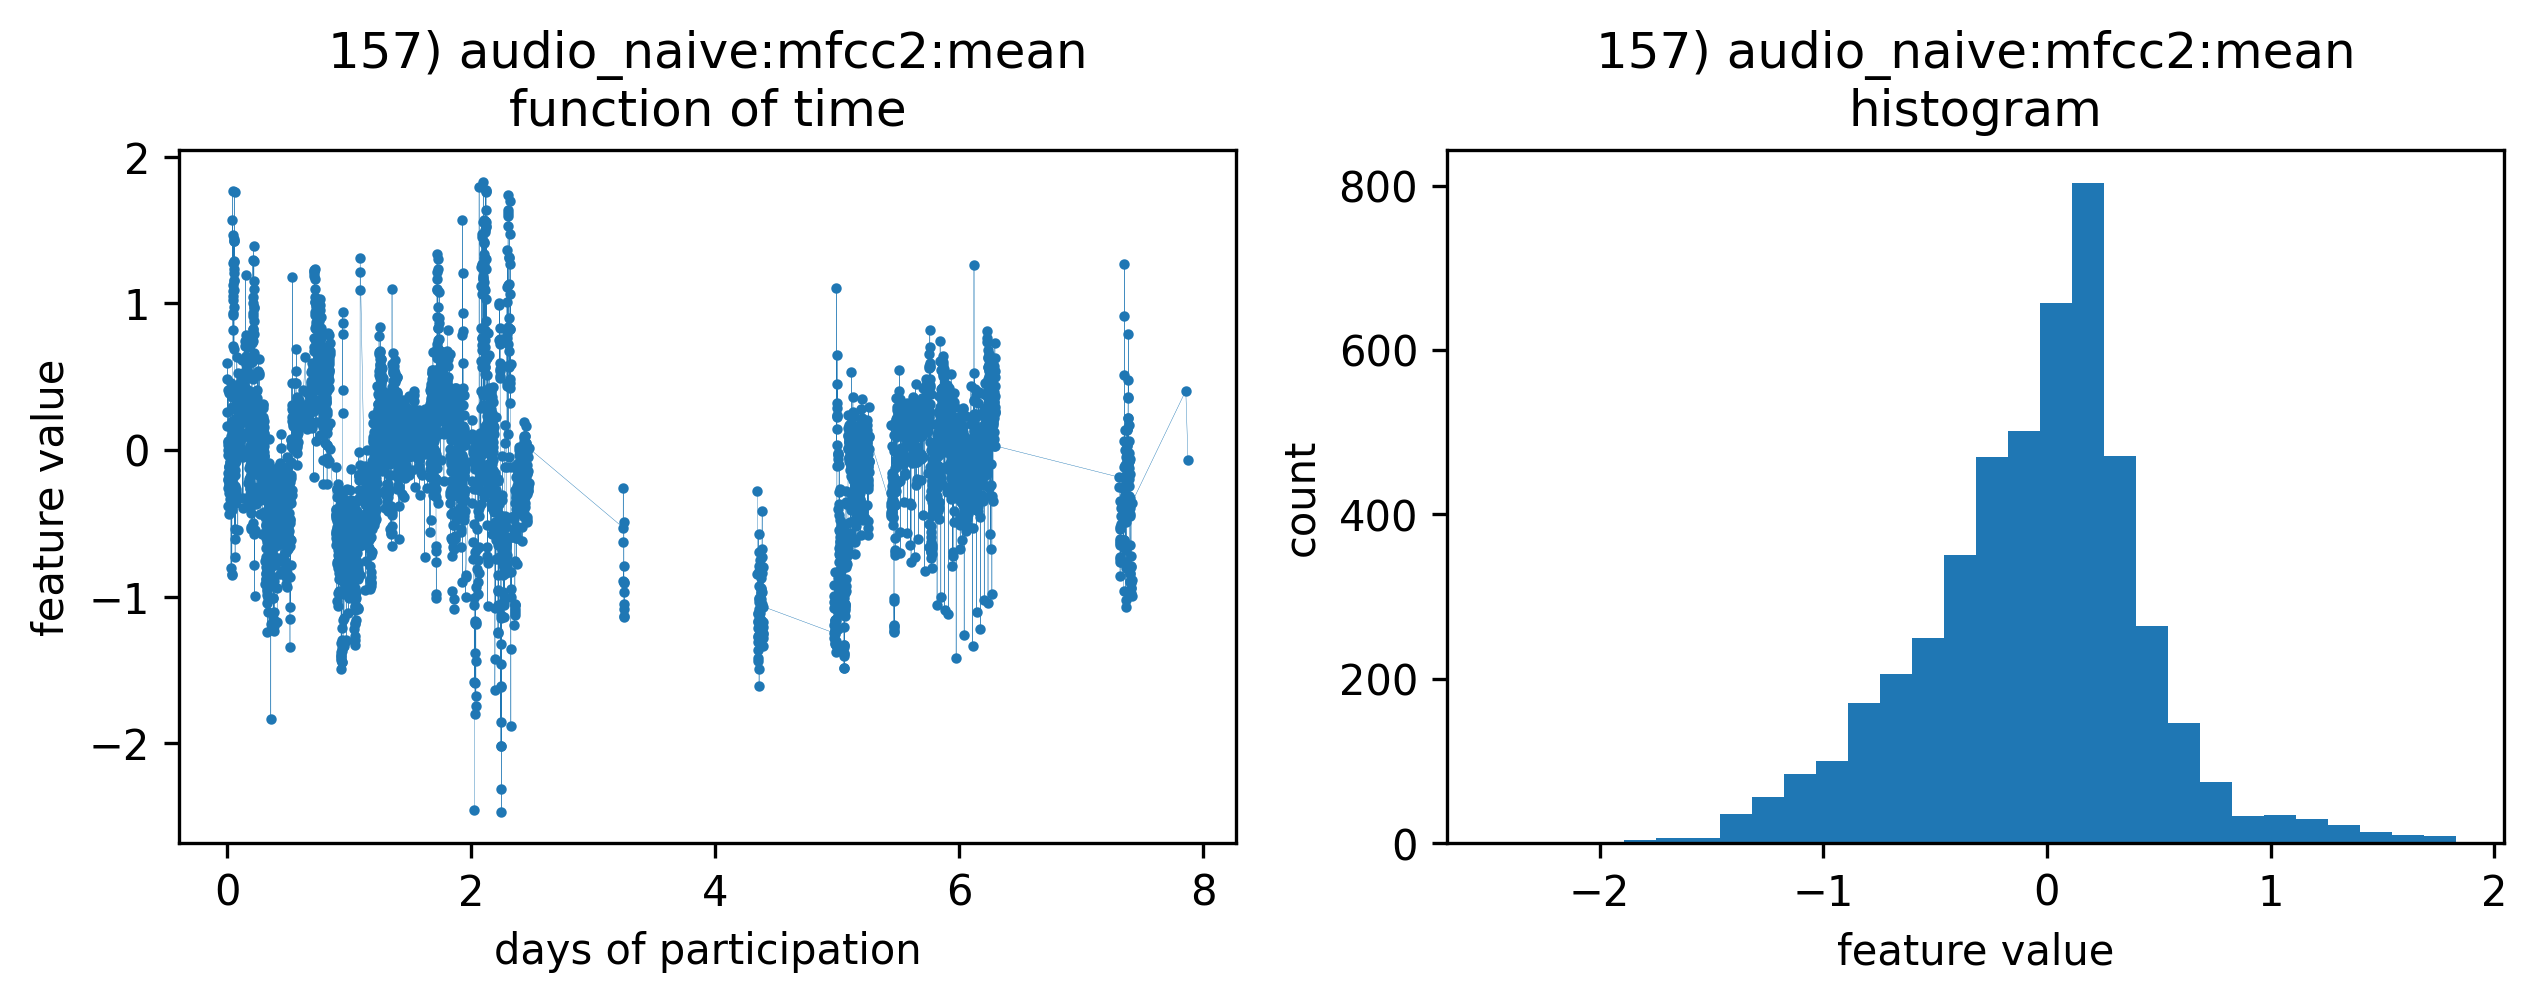 157) audio_naive:mfcc2:mean
function of time
2
1
0
−1
−2
feature value
0
2
4
6
8
days of participation
157) audio_naive:mfcc2:mean
histogram
800
600
400
200
0
count
−2
−1
0
1
2
feature value